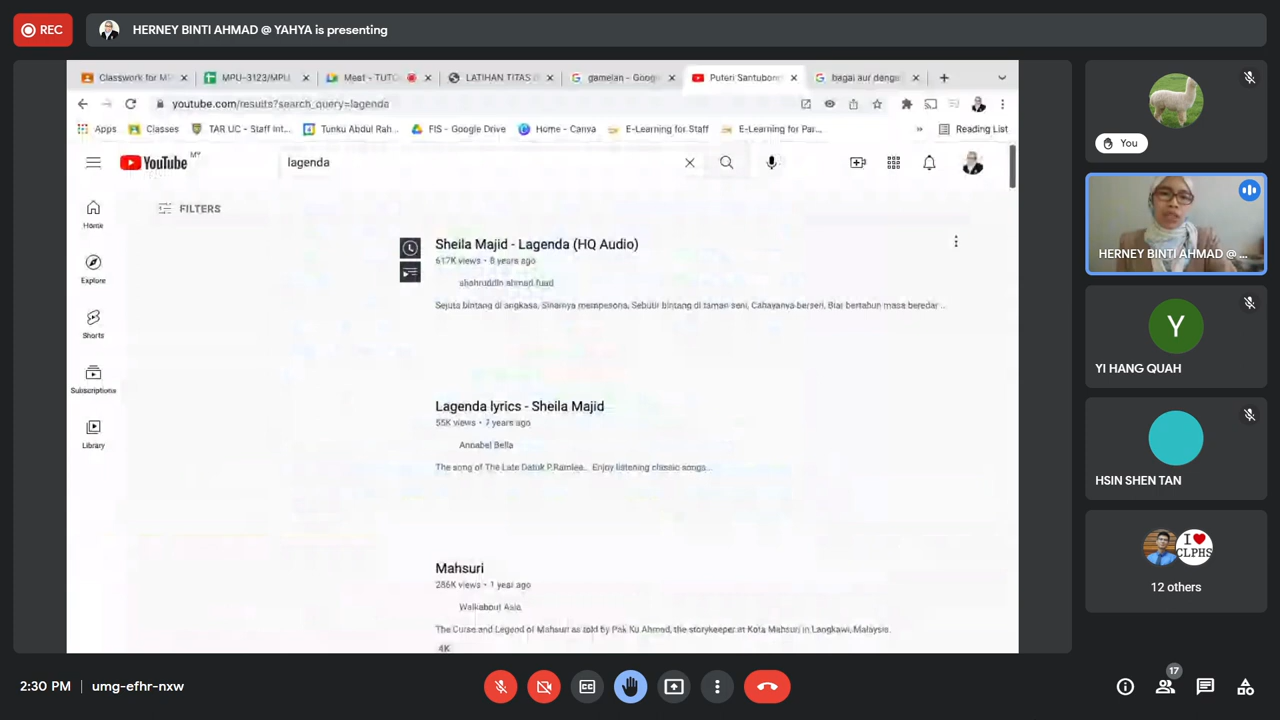 REC
HERNEY BINTI AHMAD @ YAHYA is presenting
Classwork for M
MPU-3123/MPU
Meet - TUTO
LATIHAN TITAS B
gamelan - Googl
Puteri Santubong
bagai aur denga
youtube.com/results?search_query=lagenda
Apps
Classes
TAR UC - Staff Int...
Tunku Abdul Rah...
FIS - Google Drive
Home - Canva
E-Learning for Staff
E-Learning for Par...
»
Reading List
YouTube MY
lagenda
Home
Explore
Shorts
Subscriptions
Library
FILTERS
Sheila Majid - Lagenda (HQ Audio)
617K views • 8 years ago
shahruddin ahmad fuad
Sejuta bintang di angkasa, Sinarnya mempesona, Sebutir bintang di taman seni, Cahayanya berseri, Biar bertahun masa beredar ...
Lagenda lyrics - Sheila Majid
55K views • 7 years ago
Annabel Bella
The song of The Late Datuk P.Ramlee... Enjoy listening classic songs...
Mahsuri
286K views • 1 year ago
Walkabout Asia
The Curse and Legend of Mahsuri as told by Pak Ku Ahmed, the storykeeper at Kota Mahsuri in Langkawi, Malaysia.
4K
You
HERNEY BINTI AHMAD @ ...
Y
YI HANG QUAH
HSIN SHEN TAN
I
CLPHS
12 others
2:30 PM | umg-efhr-nxw
17